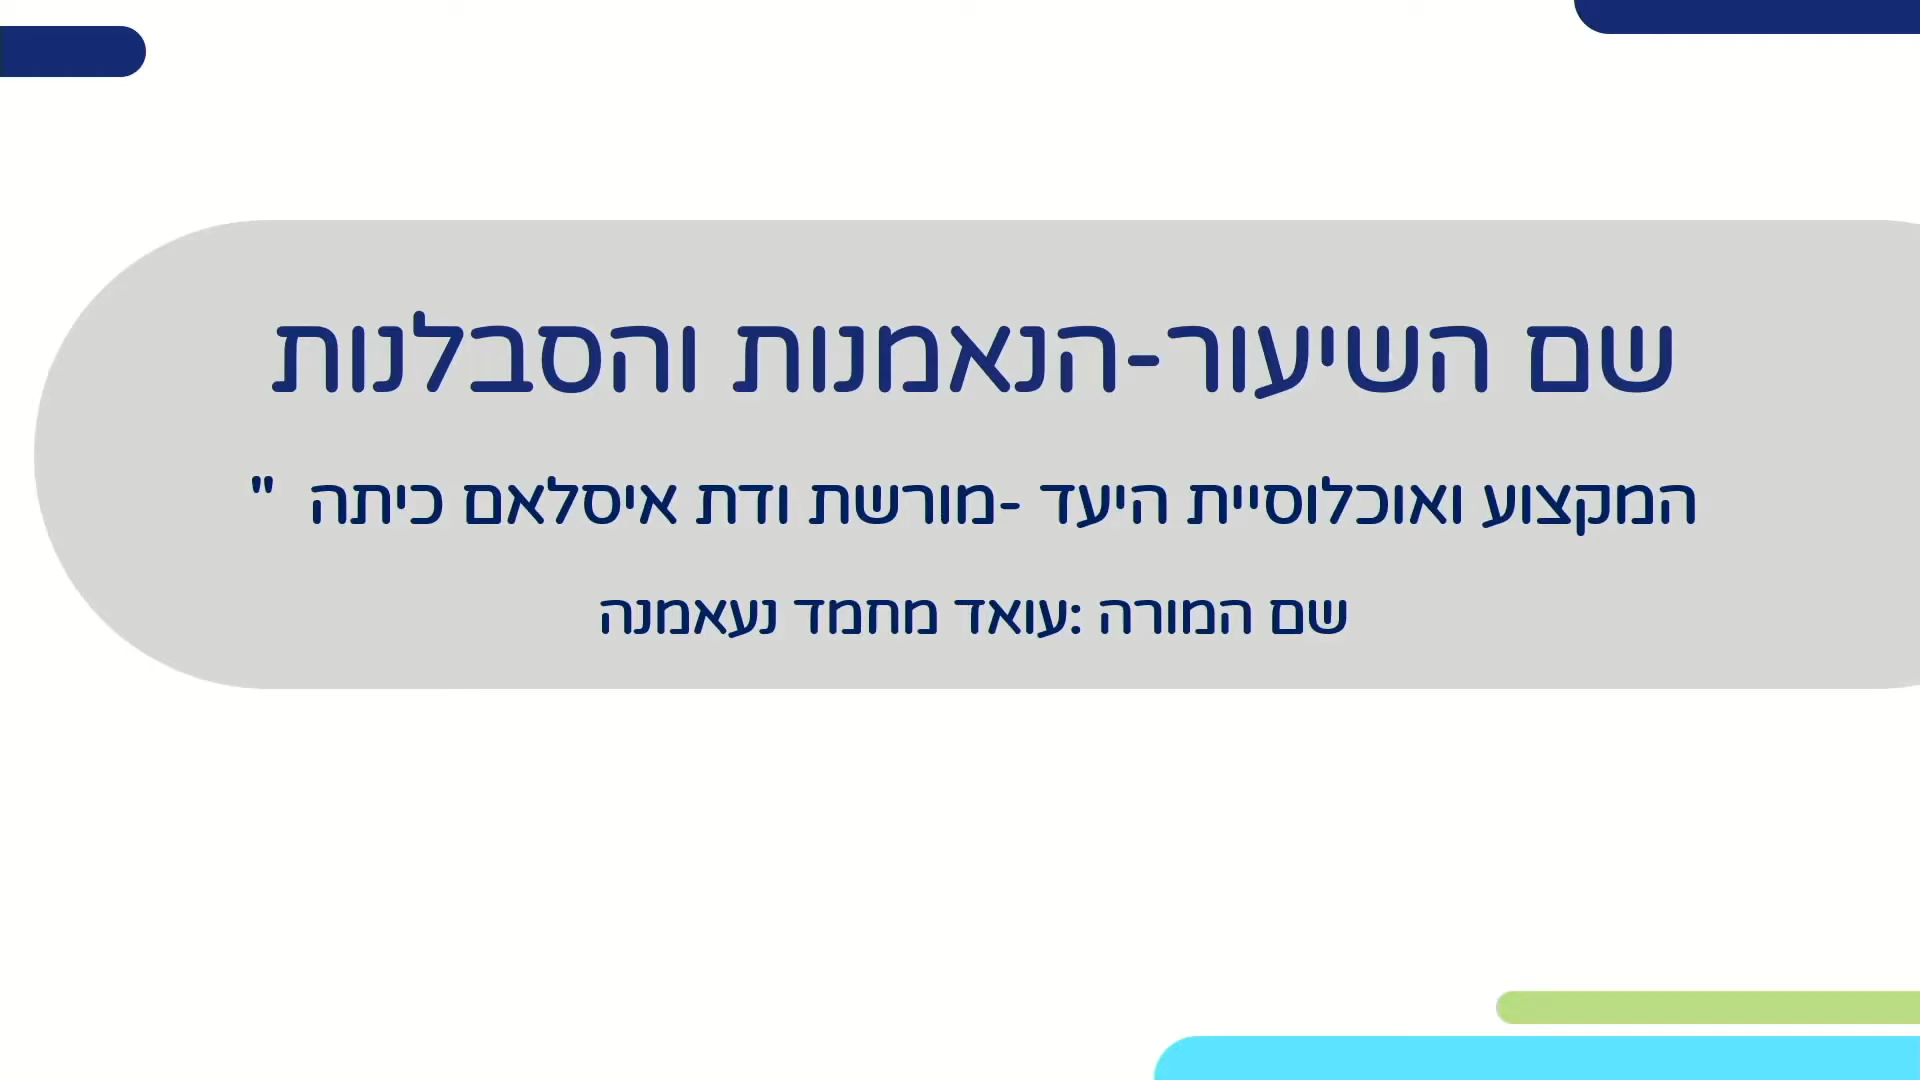 שם השיעור-הנאמנות והסבלנות
המקצוע ואוכלוסיית היעד -מורשת ודת איסלאם כיתה "
שם המורה :עואד מחמד נעאמנה